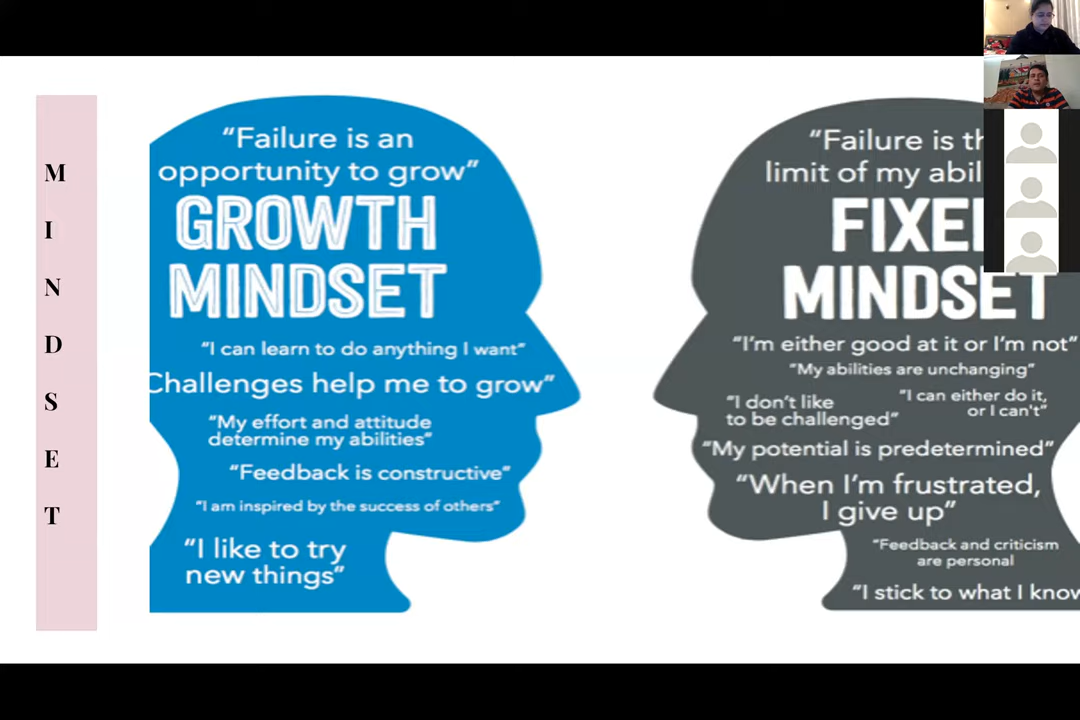 M
I
N
D
S
E
T
“Failure is an
opportunity to grow”
GROWTH
MINDSET
“I can learn to do anything I want”
Challenges help me to grow”
“My effort and attitude
determine my abilities”
“Feedback is constructive”
“I am inspired by the success of others”
“I like to try
new things”
“Failure is
limit of my
MINDSET
“I’m either good at it or I’m not”
“My abilities are unchanging”
“I don’t like
to be challenged”
“I can either do it,
or I can't”
“My potential is predetermined”
“When I’m frustrated,
I give up”
“Feedback and criticism
are personal
“I stick to what I know